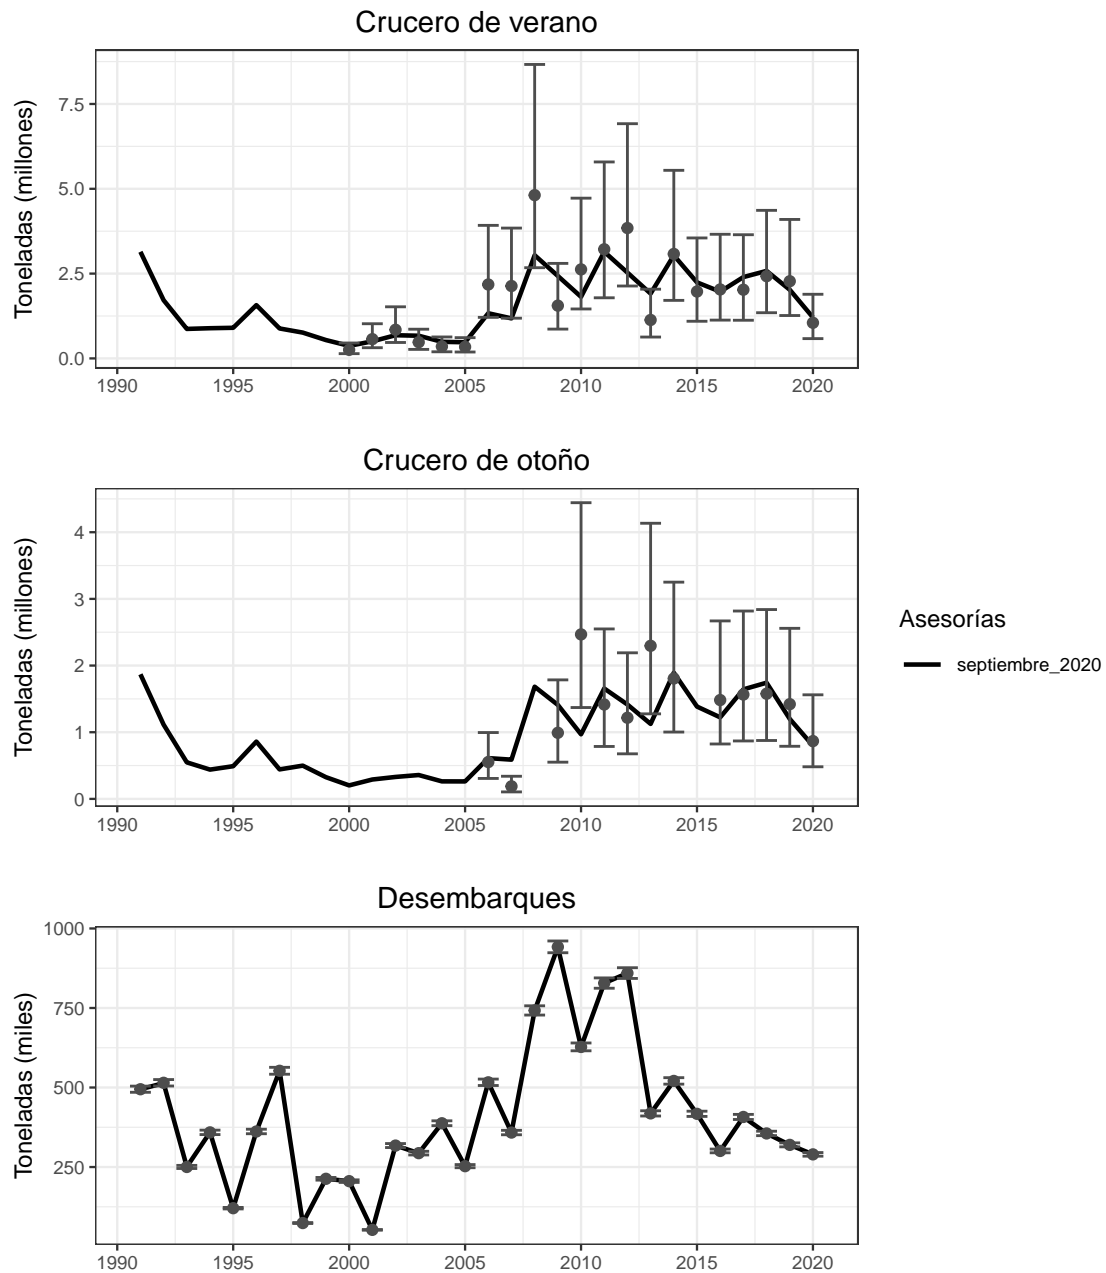 Crucero de verano
Toneladas (millones)
7.5
5.0
2.5
0.0
1990 1995 2000 2005 2010 2015 2020
Crucero de otoño
Toneladas (millones)
4
3
2
1
0
1990 1995 2000 2005 2010 2015 2020
Asesorías
septiembre_2020
Desembarques
Toneladas (miles)
1000
750
500
250
1990 1995 2000 2005 2010 2015 2020